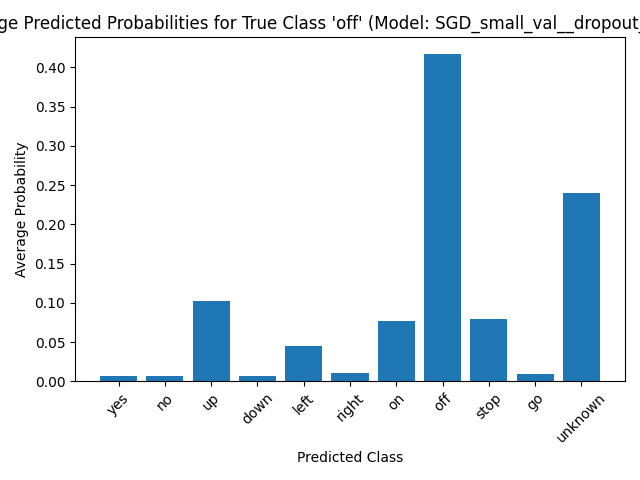 ge Predicted Probabilities for True Class 'off' (Model: SGD_small_val__dropout_
0.40
0.35
0.30
0.25
0.20
0.15
0.10
0.05
0.00
Average Probability
yes
no
up
down
left
right
on
off
stop
go
unknown
Predicted Class